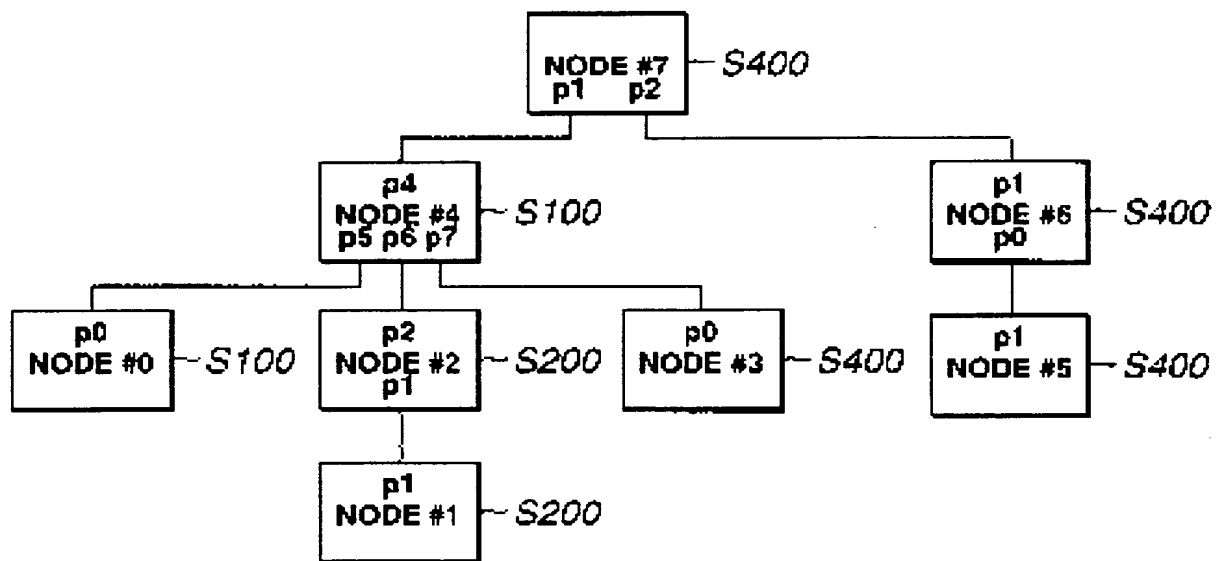 NODE #7
p1 p2
S400
p4
NODE #4
p5 p6 p7
S100
p1
NODE #6
p0
S400
p0
NODE #0
S100
p2
NODE #2
p1
S200
p0
NODE #3
S400
p1
NODE #5
S400
p1
NODE #1
S200